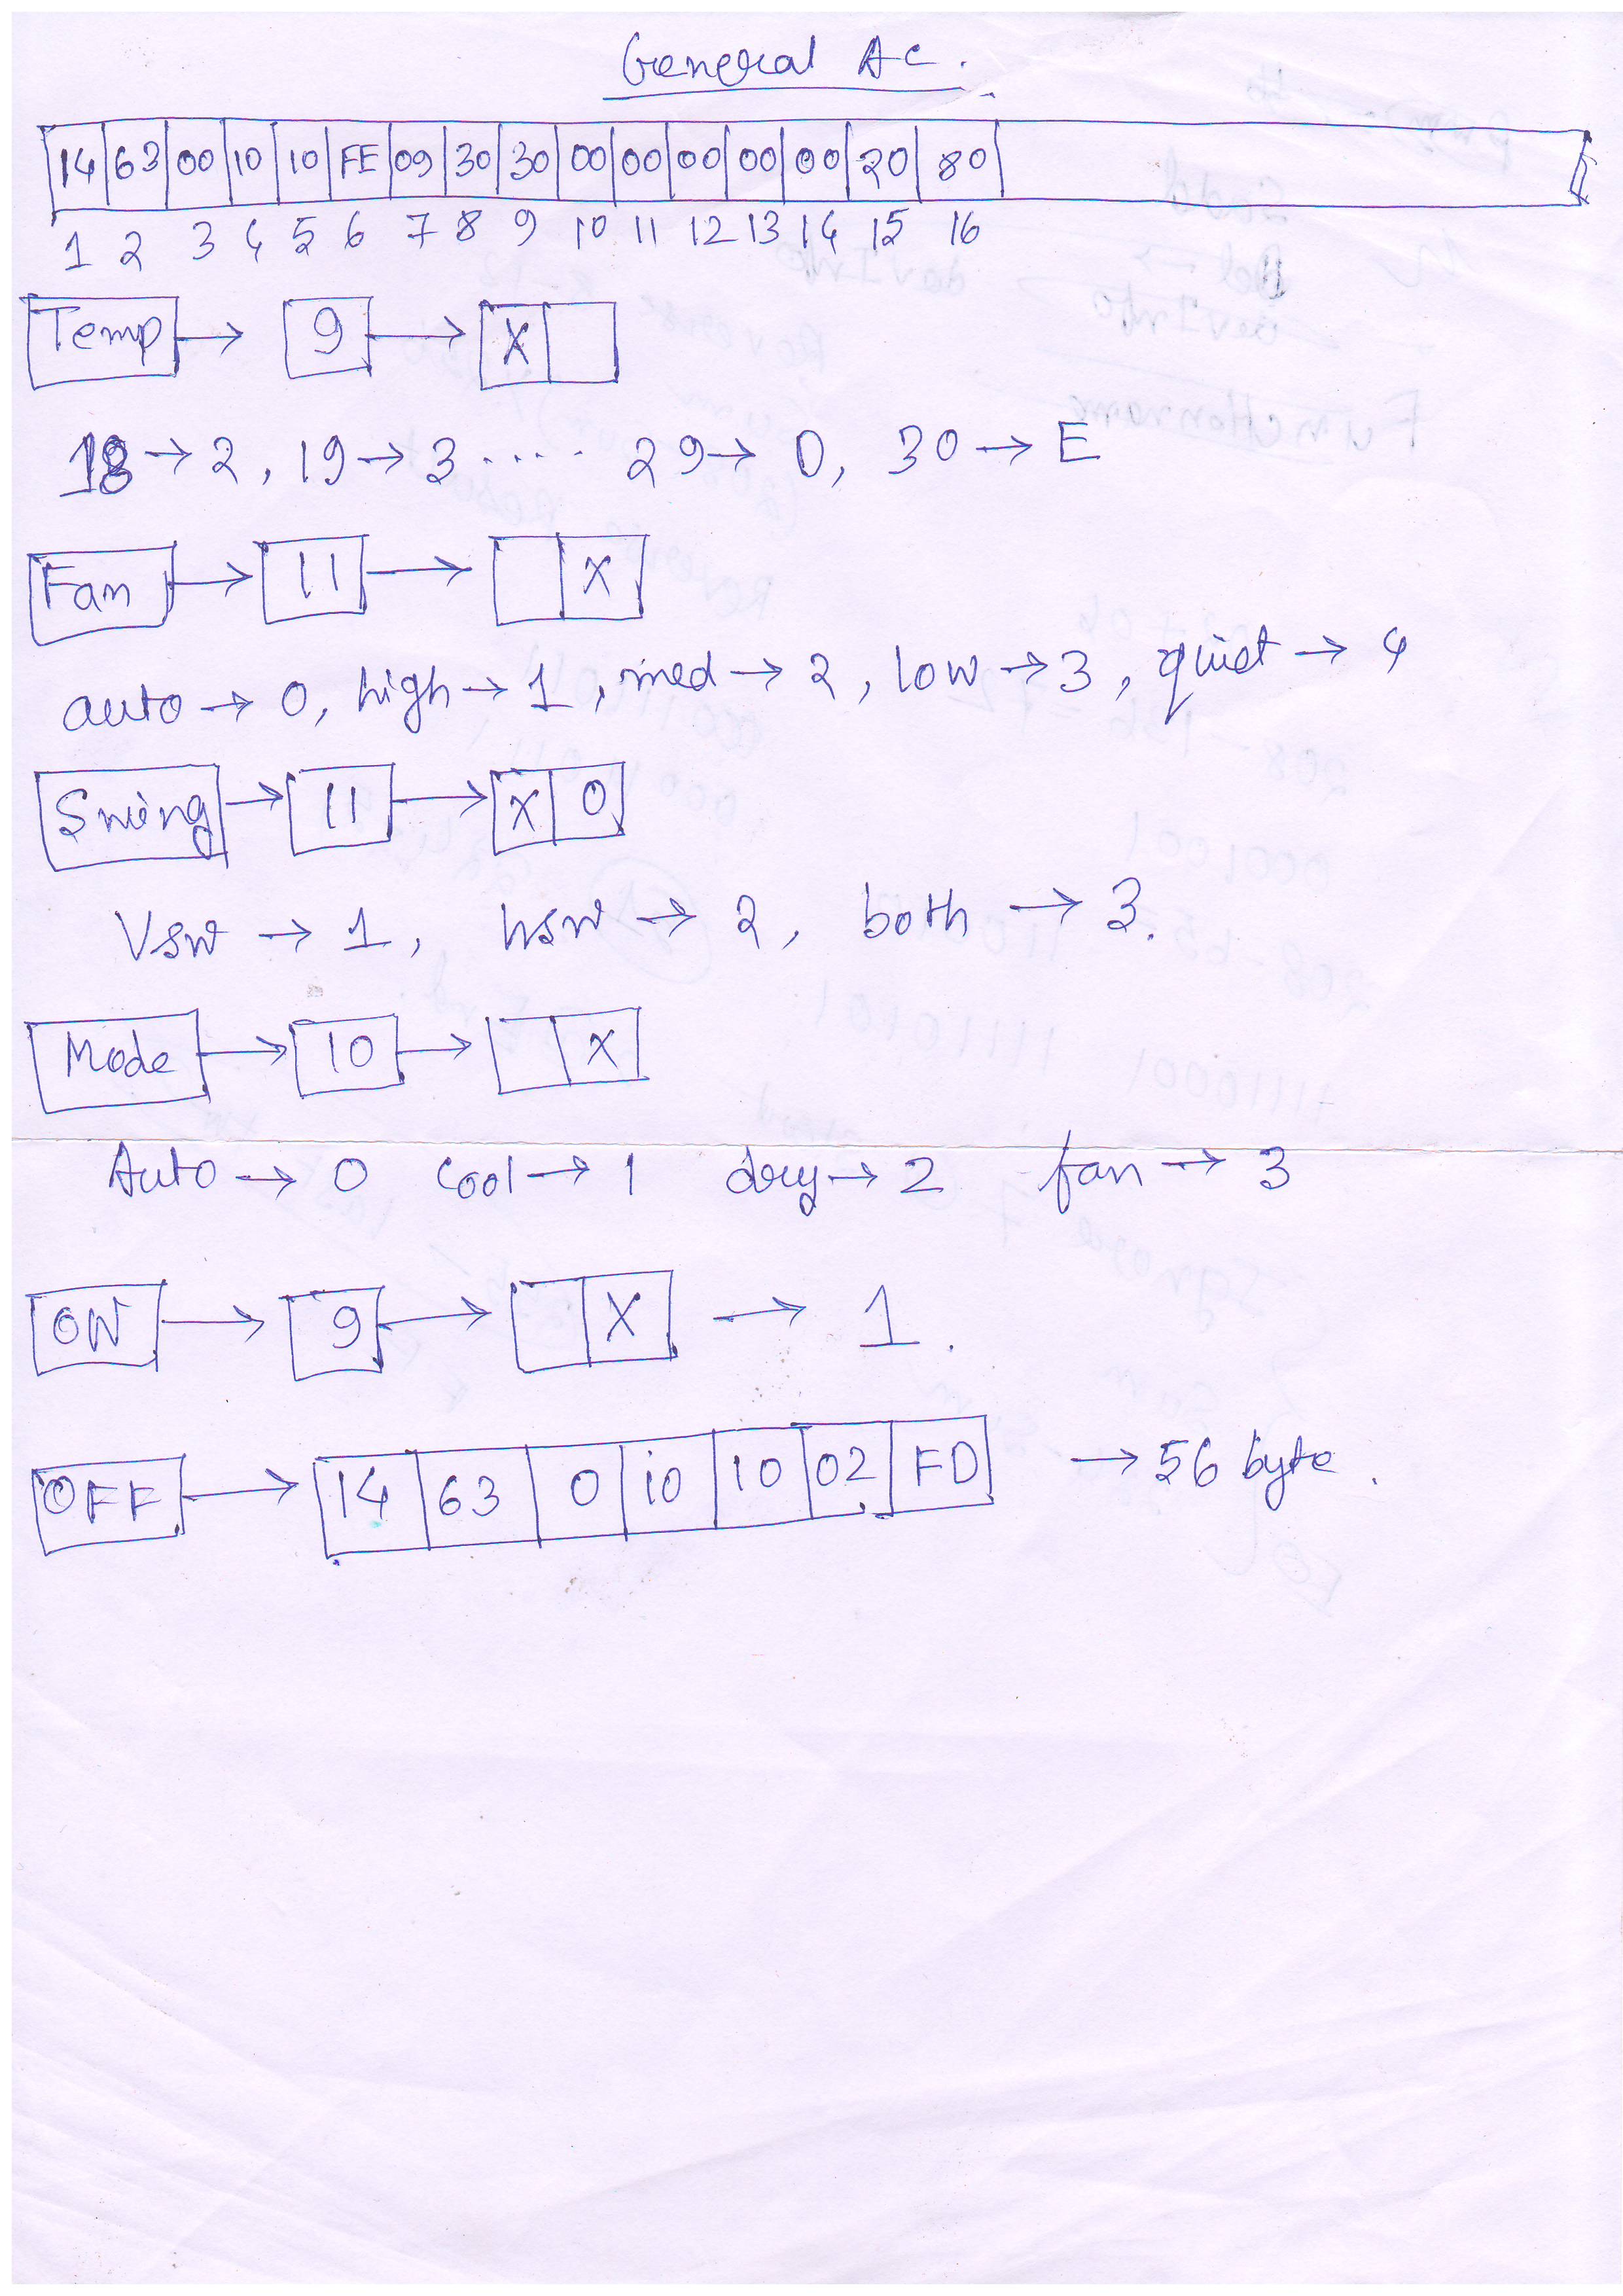 General AC.
14 63 00 10 10 FE 09 30 30 00 00 00 00 00 20 80
1 2 3 4 5 6 7 8 9 10 11 12 13 14 15 16
Temp → 9 → X
18 → 2, 19 → 3 ..... 29 → D, 30 → E
Fan → 11 → X
auto → 0, high → 1, med → 2, low → 3, quiet → 4
Swing → 11 → X 0
Vsw → 1, hsw → 2, both → 3.
Mode → 10 → X
Auto → 0 Cool → 1 dry → 2 fan → 3
ON → 9 → X → 1.
OFF → 14 63 0 10 10 02 FD → 56 byte.